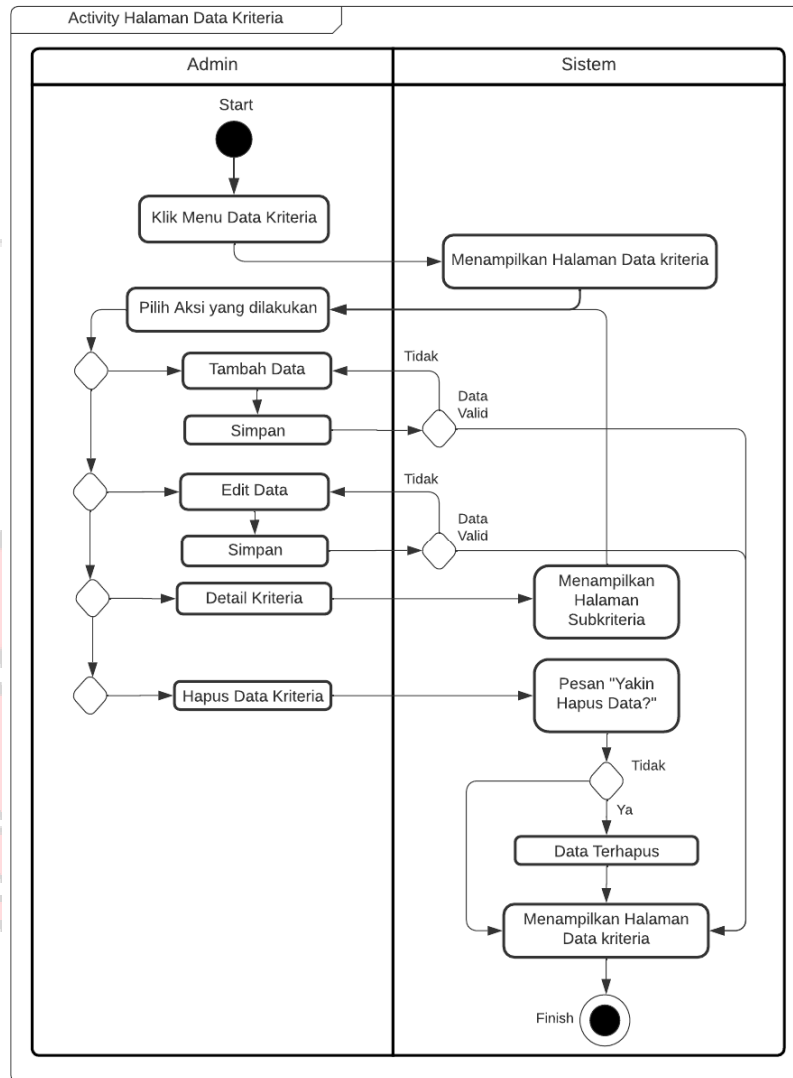 Activity Halaman Data Kriteria
Admin
Sistem
Start
Klik Menu Data Kriteria
Menampilkan Halaman Data kriteria
Pilih Aksi yang dilakukan
Tambah Data
Tidak
Data
Valid
Simpan
Edit Data
Tidak
Data
Valid
Simpan
Detail Kriteria
Menampilkan
Halaman
Subkriteria
Hapus Data Kriteria
Pesan "Yakin
Hapus Data?"
Tidak
Ya
Data Terhapus
Menampilkan Halaman
Data kriteria
Finish